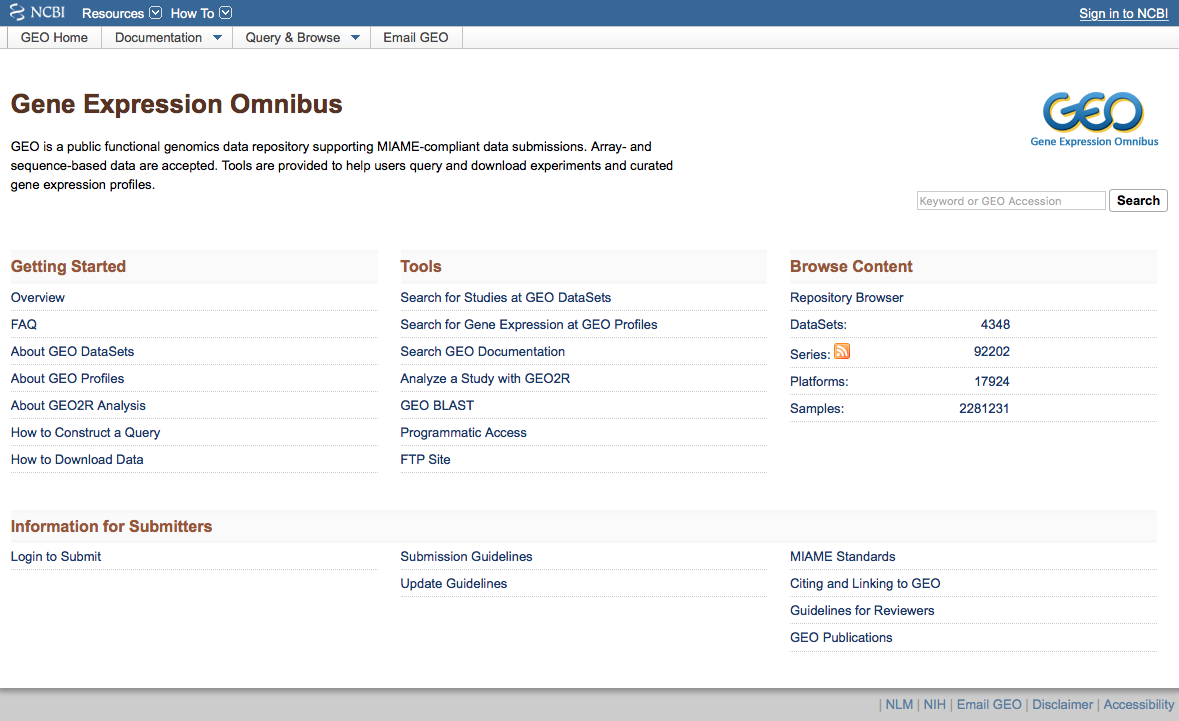 NCBI Resources How To Sign in to NCBI
GEO Home Documentation Query & Browse Email GEO
Gene Expression Omnibus
GEO is a public functional genomics data repository supporting MIAME-compliant data submissions. Array- and
sequence-based data are accepted. Tools are provided to help users query and download experiments and curated
gene expression profiles.
GEO
Gene Expression Omnibus
Keyword or GEO Accession Search
Getting Started
Overview
FAQ
About GEO DataSets
About GEO Profiles
About GEO2R Analysis
How to Construct a Query
How to Download Data
Tools
Search for Studies at GEO DataSets
Search for Gene Expression at GEO Profiles
Search GEO Documentation
Analyze a Study with GEO2R
GEO BLAST
Programmatic Access
FTP Site
Browse Content
Repository Browser
DataSets: 4348
Series: 92202
Platforms: 17924
Samples: 2281231
Information for Submitters
Login to Submit
Submission Guidelines
Update Guidelines
MIAME Standards
Citing and Linking to GEO
Guidelines for Reviewers
GEO Publications
| NLM | NIH | Email GEO | Disclaimer | Accessibility